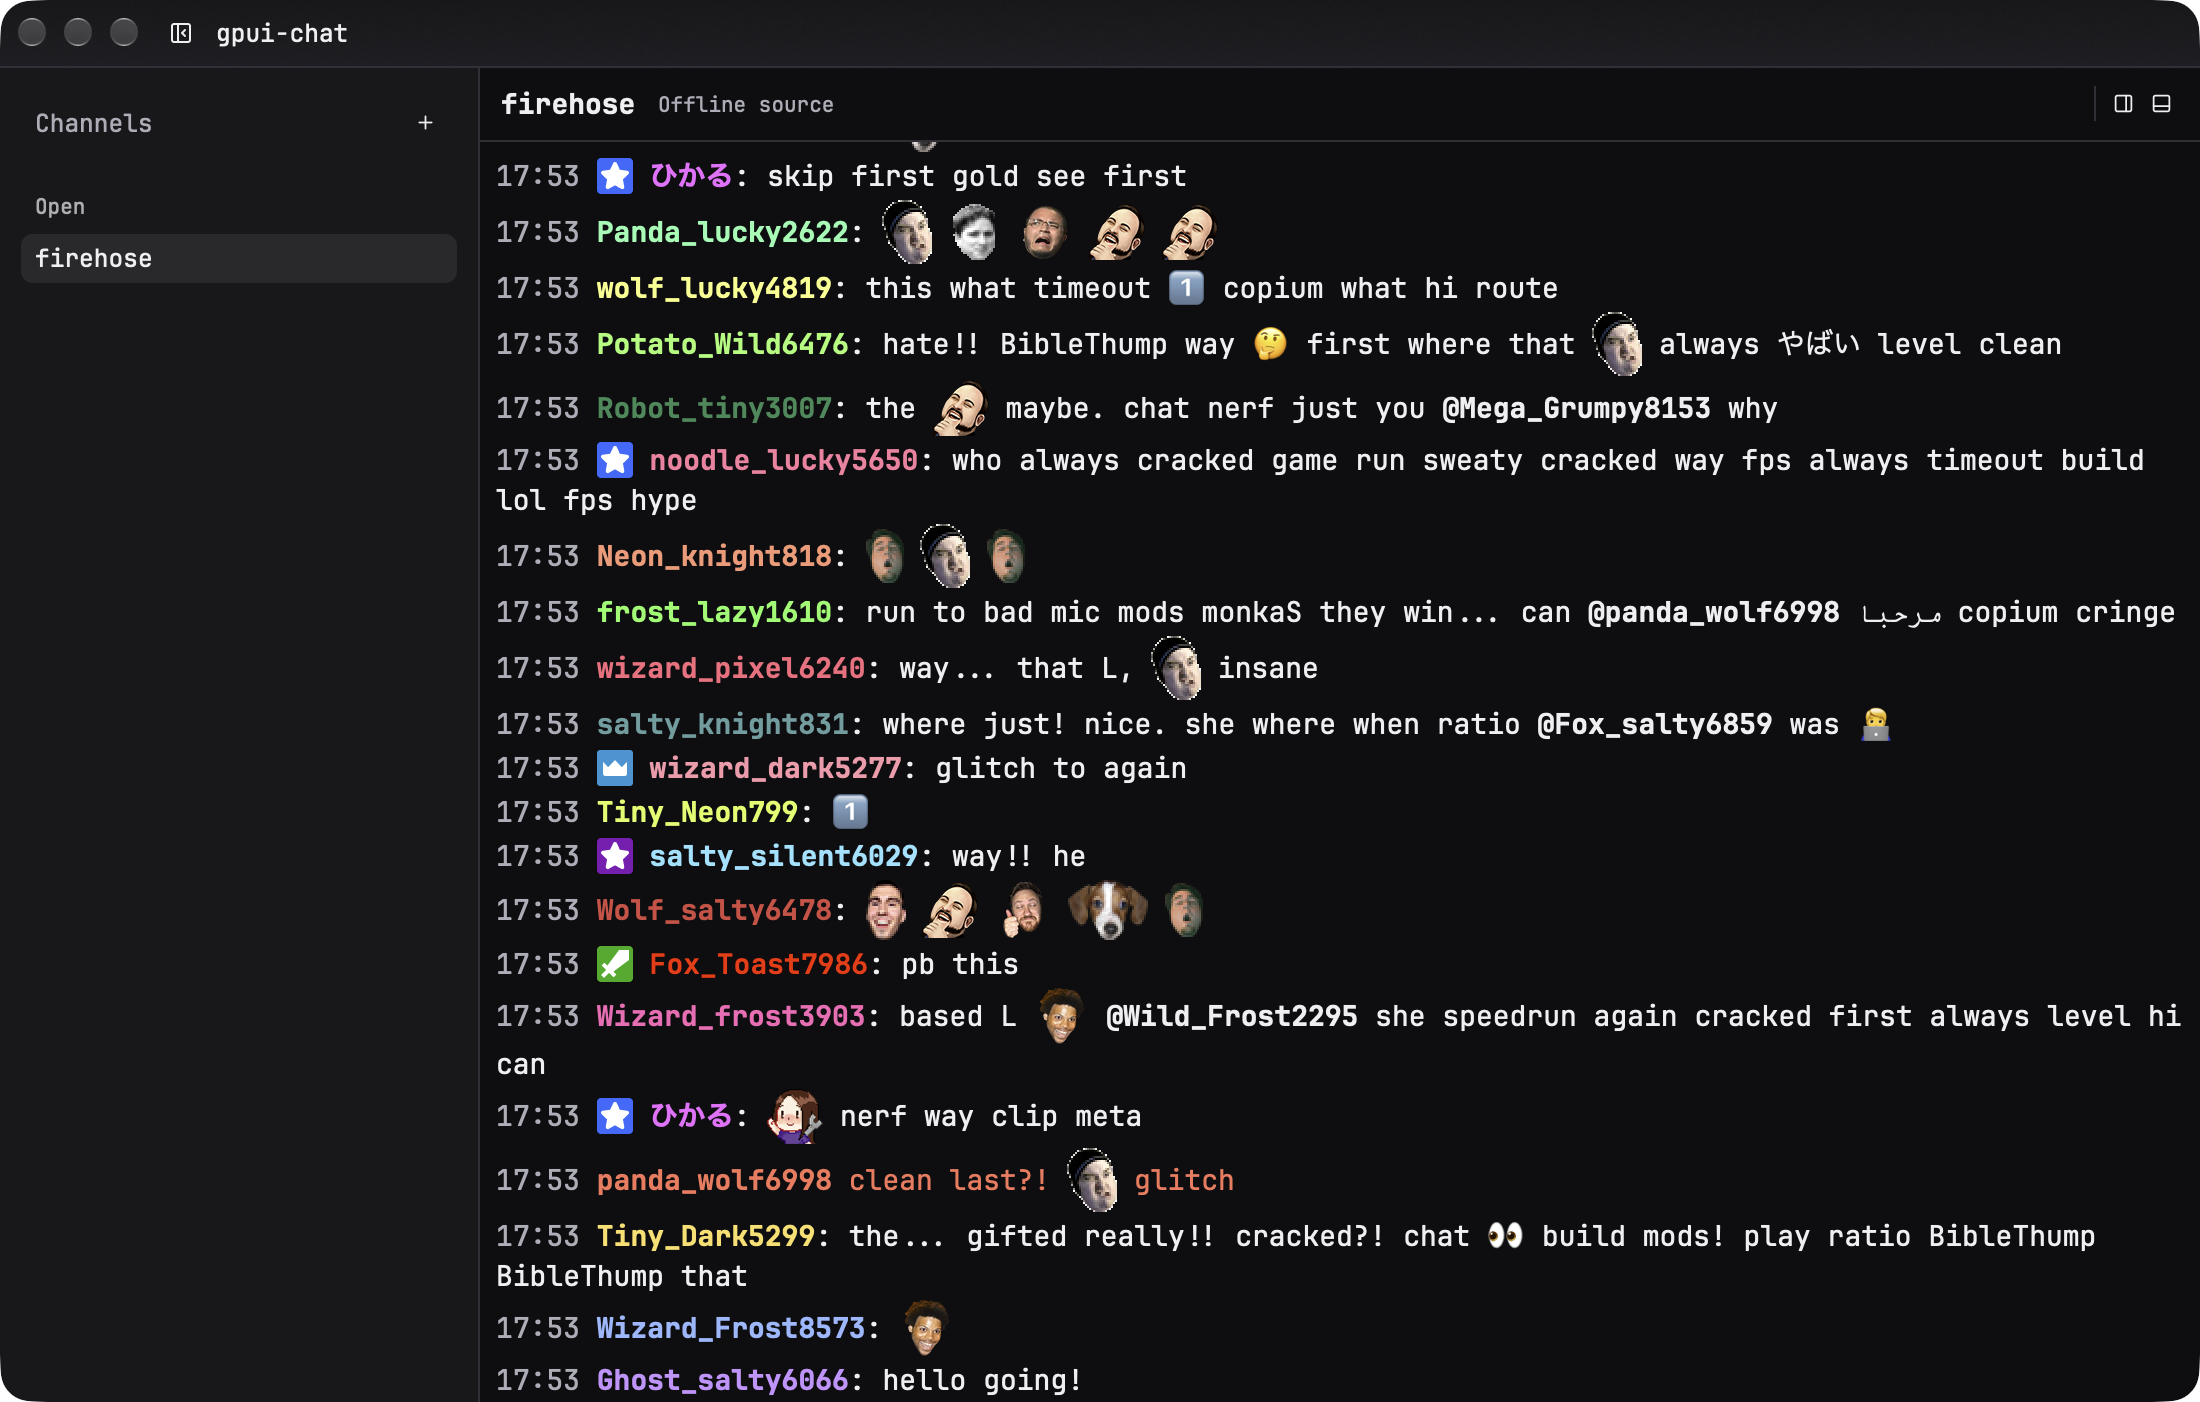 gpui-chat
Channels
+
Open
firehose
firehose Offline source
17:53 ひかる: skip first gold see first
17:53 Panda_lucky2622:
17:53 wolf_lucky4819: this what timeout 1️⃣ copium what hi route
17:53 Potato_Wild6476: hate!! BibleThump way 🤔 first where that always やばい level clean
17:53 Robot_tiny3007: the maybe. chat nerf just you @Mega_Grumpy8153 why
17:53 noodle_lucky5650: who always cracked game run sweaty cracked way fps always timeout build
lol fps hype
17:53 Neon_knight818:
17:53 frost_lazy1610: run to bad mic mods monkaS they win... can @panda_wolf6998 مرحبا copium cringe
17:53 wizard_pixel6240: way... that L, insane
17:53 salty_knight831: where just! nice. she where when ratio @Fox_salty6859 was 🧑‍💻
17:53 wizard_dark5277: glitch to again
17:53 Tiny_Neon799: 1️⃣
17:53 salty_silent6029: way!! he
17:53 Wolf_salty6478:
17:53 Fox_Toast7986: pb this
17:53 Wizard_frost3903: based L @Wild_Frost2295 she speedrun again cracked first always level hi
can
17:53 ひかる: nerf way clip meta
17:53 panda_wolf6998 clean last?! glitch
17:53 Tiny_Dark5299: the... gifted really!! cracked?! chat 👀 build mods! play ratio BibleThump
BibleThump that
17:53 Wizard_Frost8573:
17:53 Ghost_salty6066: hello going!